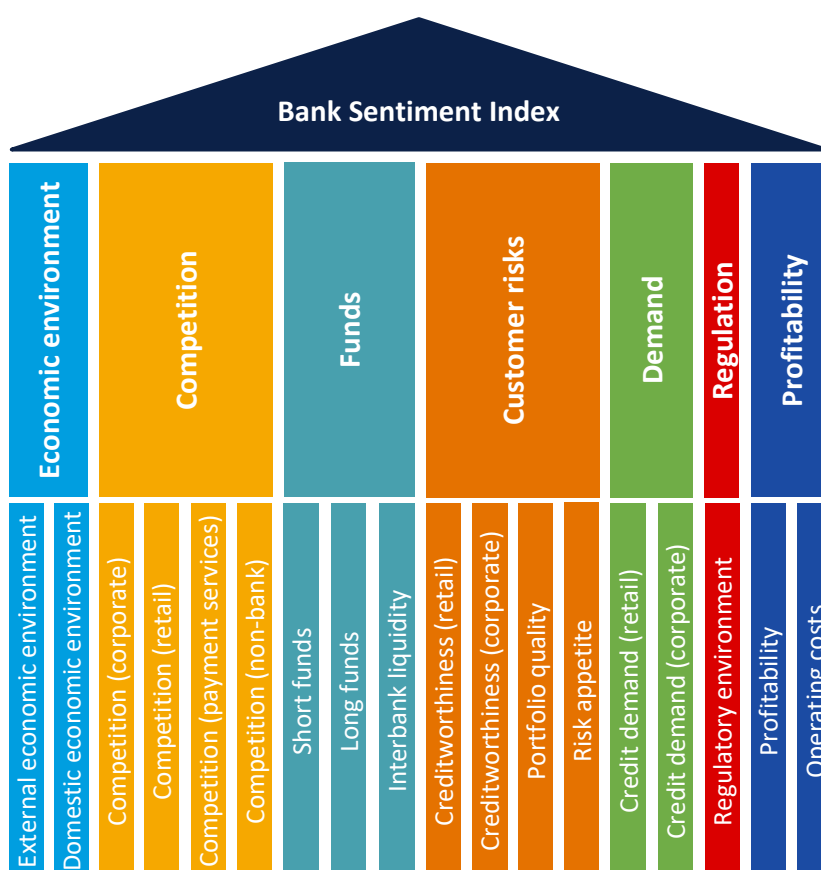 Bank Sentiment Index
Economic environment
Competition
Funds
Customer risks
Demand
Regulation
Profitability
External economic environment
Domestic economic environment
Competition (corporate)
Competition (retail)
Competition (payment services)
Competition (non-bank)
Short funds
Long funds
Interbank liquidity
Creditworthiness (retail)
Creditworthiness (corporate)
Portfolio quality
Risk appetite
Credit demand (retail)
Credit demand (corporate)
Regulatory environment
Profitability
Operating costs